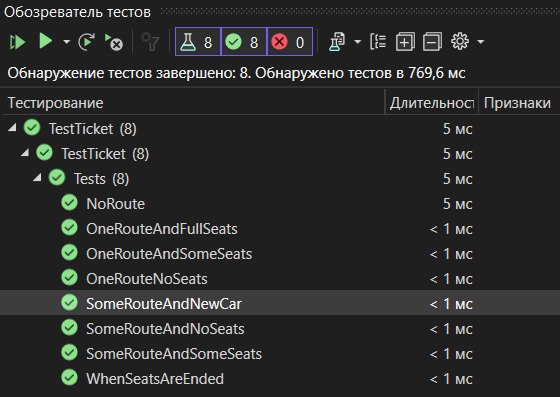 Обозреватель тестов
8 8 0
Обнаружение тестов завершено: 8. Обнаружено тестов в 769,6 мс
Тестирование Длительност Признаки
TestTicket (8) 5 мс
TestTicket (8) 5 мс
Tests (8) 5 мс
NoRoute 5 мс
OneRouteAndFullSeats < 1 мс
OneRouteAndSomeSeats < 1 мс
OneRouteNoSeats < 1 мс
SomeRouteAndNewCar < 1 мс
SomeRouteAndNoSeats < 1 мс
SomeRouteAndSomeSeats < 1 мс
WhenSeatsAreEnded < 1 мс